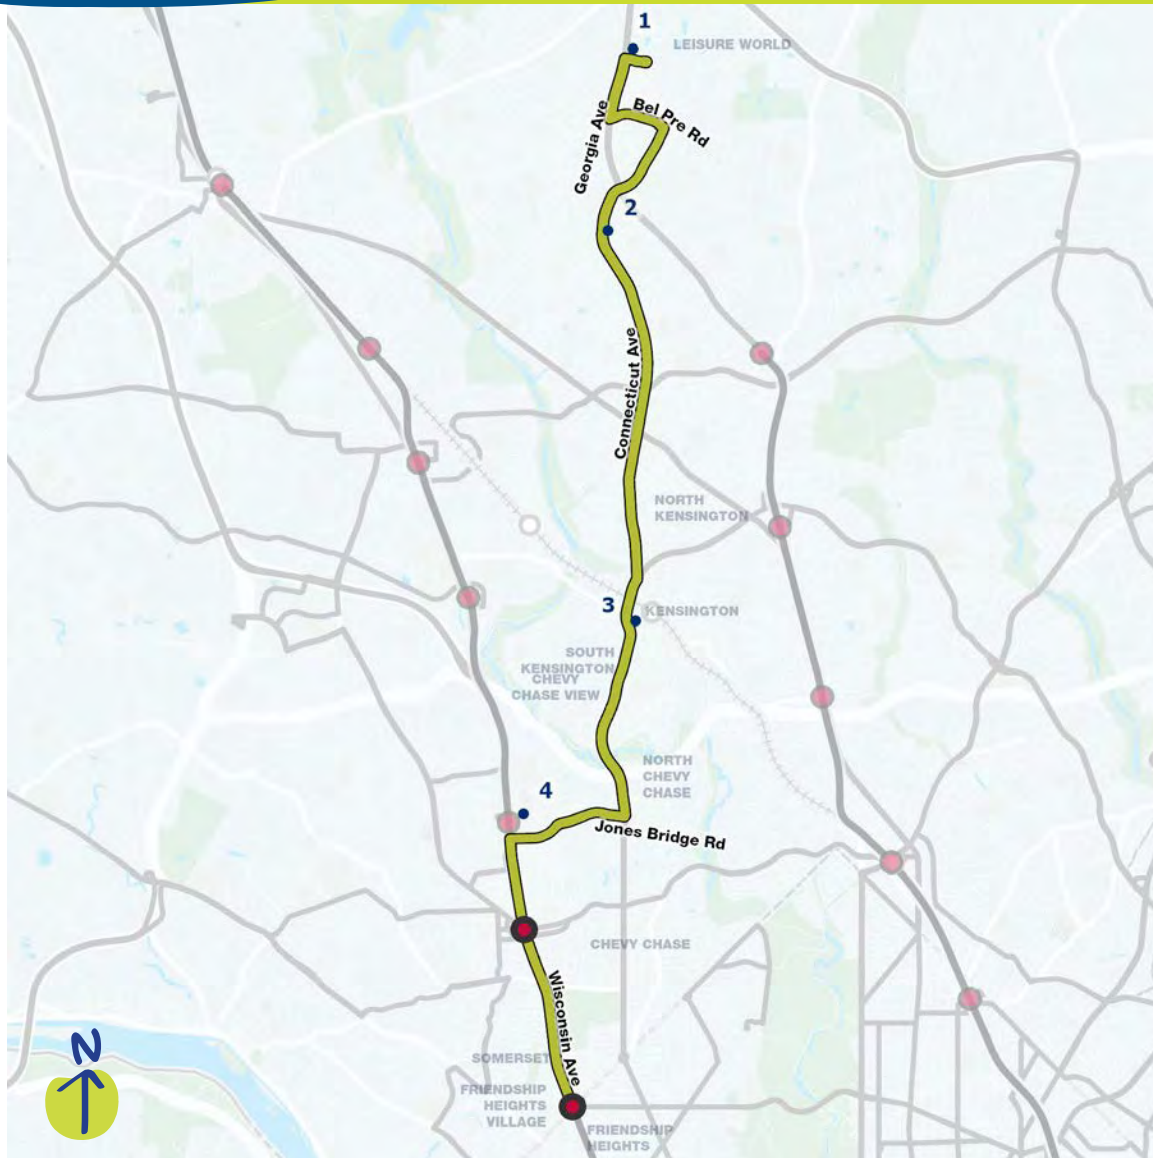 1
LEISURE WORLD
Bel Pre Rd
Georgia Ave
2
Connecticut Ave
NORTH
KENSINGTON
3
KENSINGTON
SOUTH
KENSINGTON
CHEVY
CHASE VIEW
NORTH
CHEVY
CHASE
4
Jones Bridge Rd
CHEVY CHASE
Wisconsin Ave
N
SOMERSET
FRIENDSHIP
HEIGHTS
VILLAGE
FRIENDSHIP
HEIGHTS